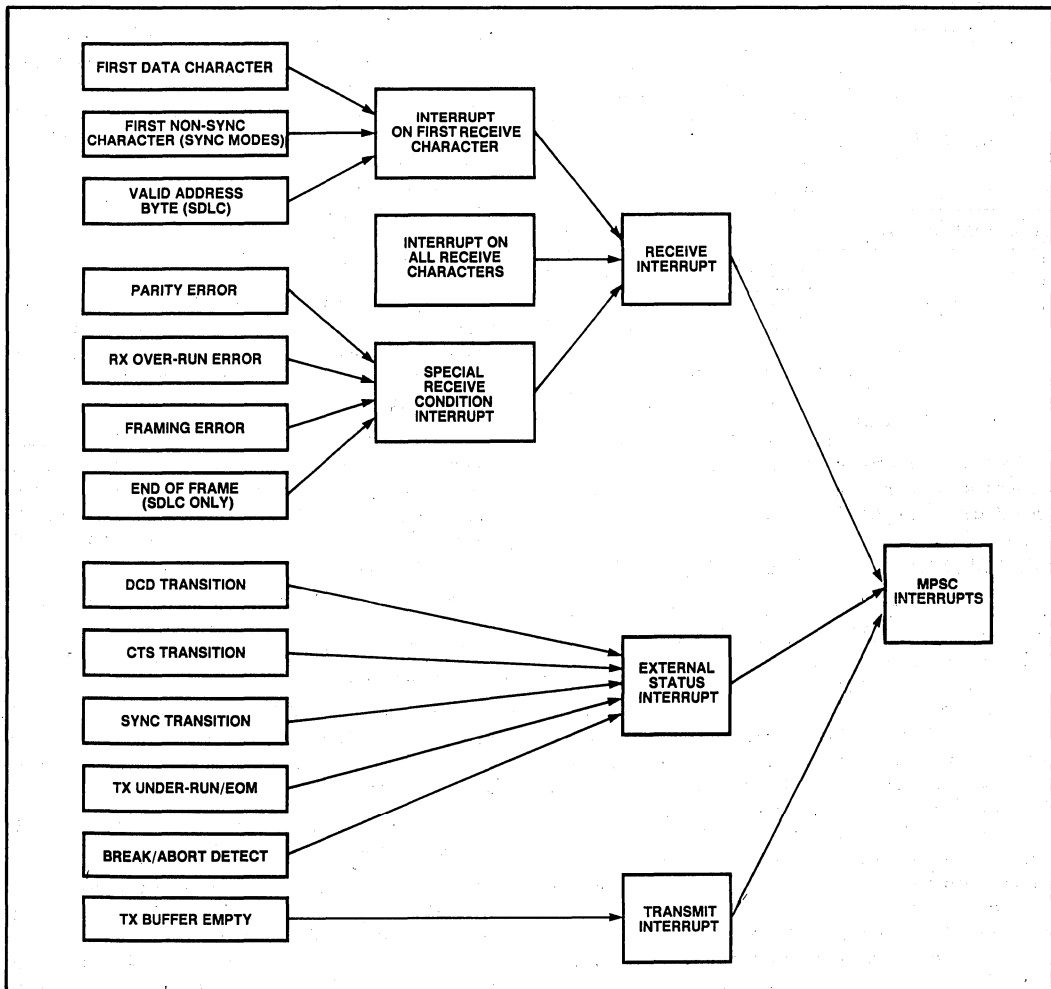 FIRST DATA CHARACTER
FIRST NON-SYNC
CHARACTER (SYNC MODES)
VALID ADDRESS
BYTE (SDLC)
INTERRUPT
ON FIRST RECEIVE
CHARACTER
INTERRUPT ON
ALL RECEIVE
CHARACTERS
RECEIVE
INTERRUPT
PARITY ERROR
RX OVER-RUN ERROR
FRAMING ERROR
END OF FRAME
(SDLC ONLY)
SPECIAL
RECEIVE
CONDITION
INTERRUPT
DCD TRANSITION
CTS TRANSITION
SYNC TRANSITION
TX UNDER-RUN/EOM
BREAK/ABORT DETECT
EXTERNAL
STATUS
INTERRUPT
MPSC
INTERRUPTS
TX BUFFER EMPTY
TRANSMIT
INTERRUPT